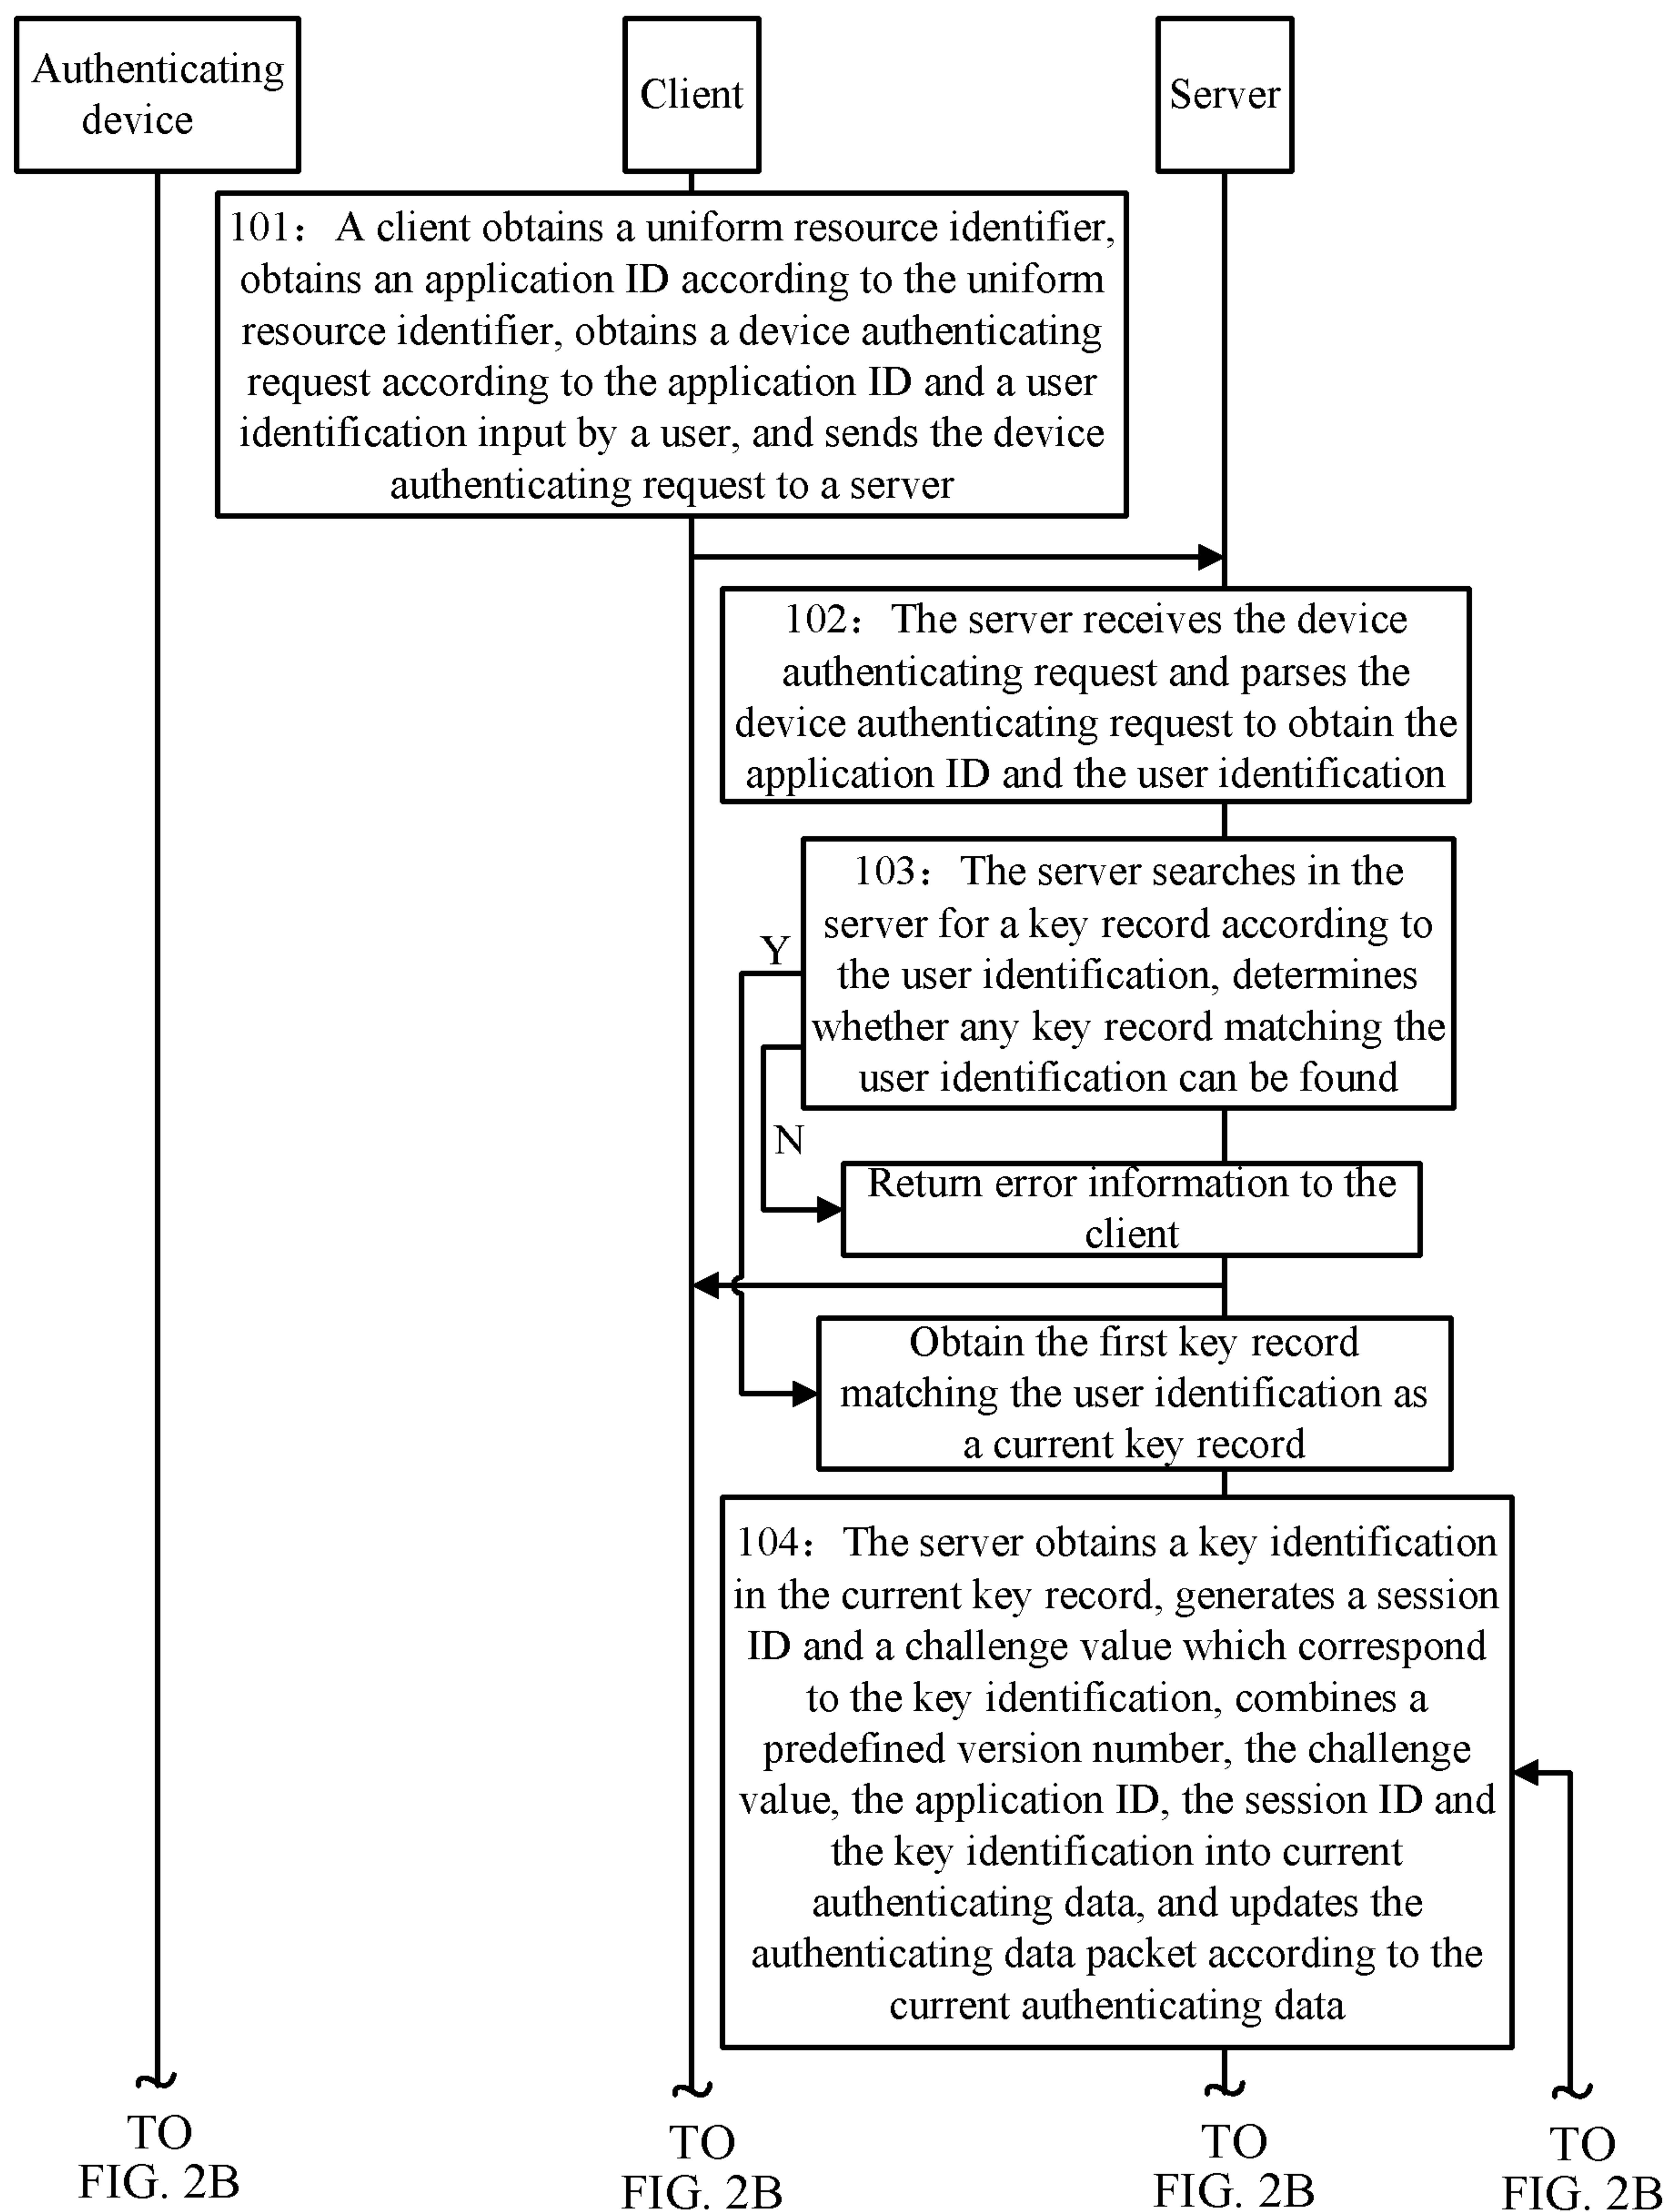 Authenticating
device
Client
Server
101：A client obtains a uniform resource identifier,
obtains an application ID according to the uniform
resource identifier, obtains a device authenticating
request according to the application ID and a user
identification input by a user, and sends the device
authenticating request to a server
102：The server receives the device
authenticating request and parses the
device authenticating request to obtain the
application ID and the user identification
103：The server searches in the
server for a key record according to
the user identification, determines
whether any key record matching the
user identification can be found
Y
N
Return error information to the
client
Obtain the first key record
matching the user identification as
a current key record
104：The server obtains a key identification
in the current key record, generates a session
ID and a challenge value which correspond
to the key identification, combines a
predefined version number, the challenge
value, the application ID, the session ID and
the key identification into current
authenticating data, and updates the
authenticating data packet according to the
current authenticating data
TO
FIG. 2B
TO
FIG. 2B
TO
FIG. 2B
TO
FIG. 2B